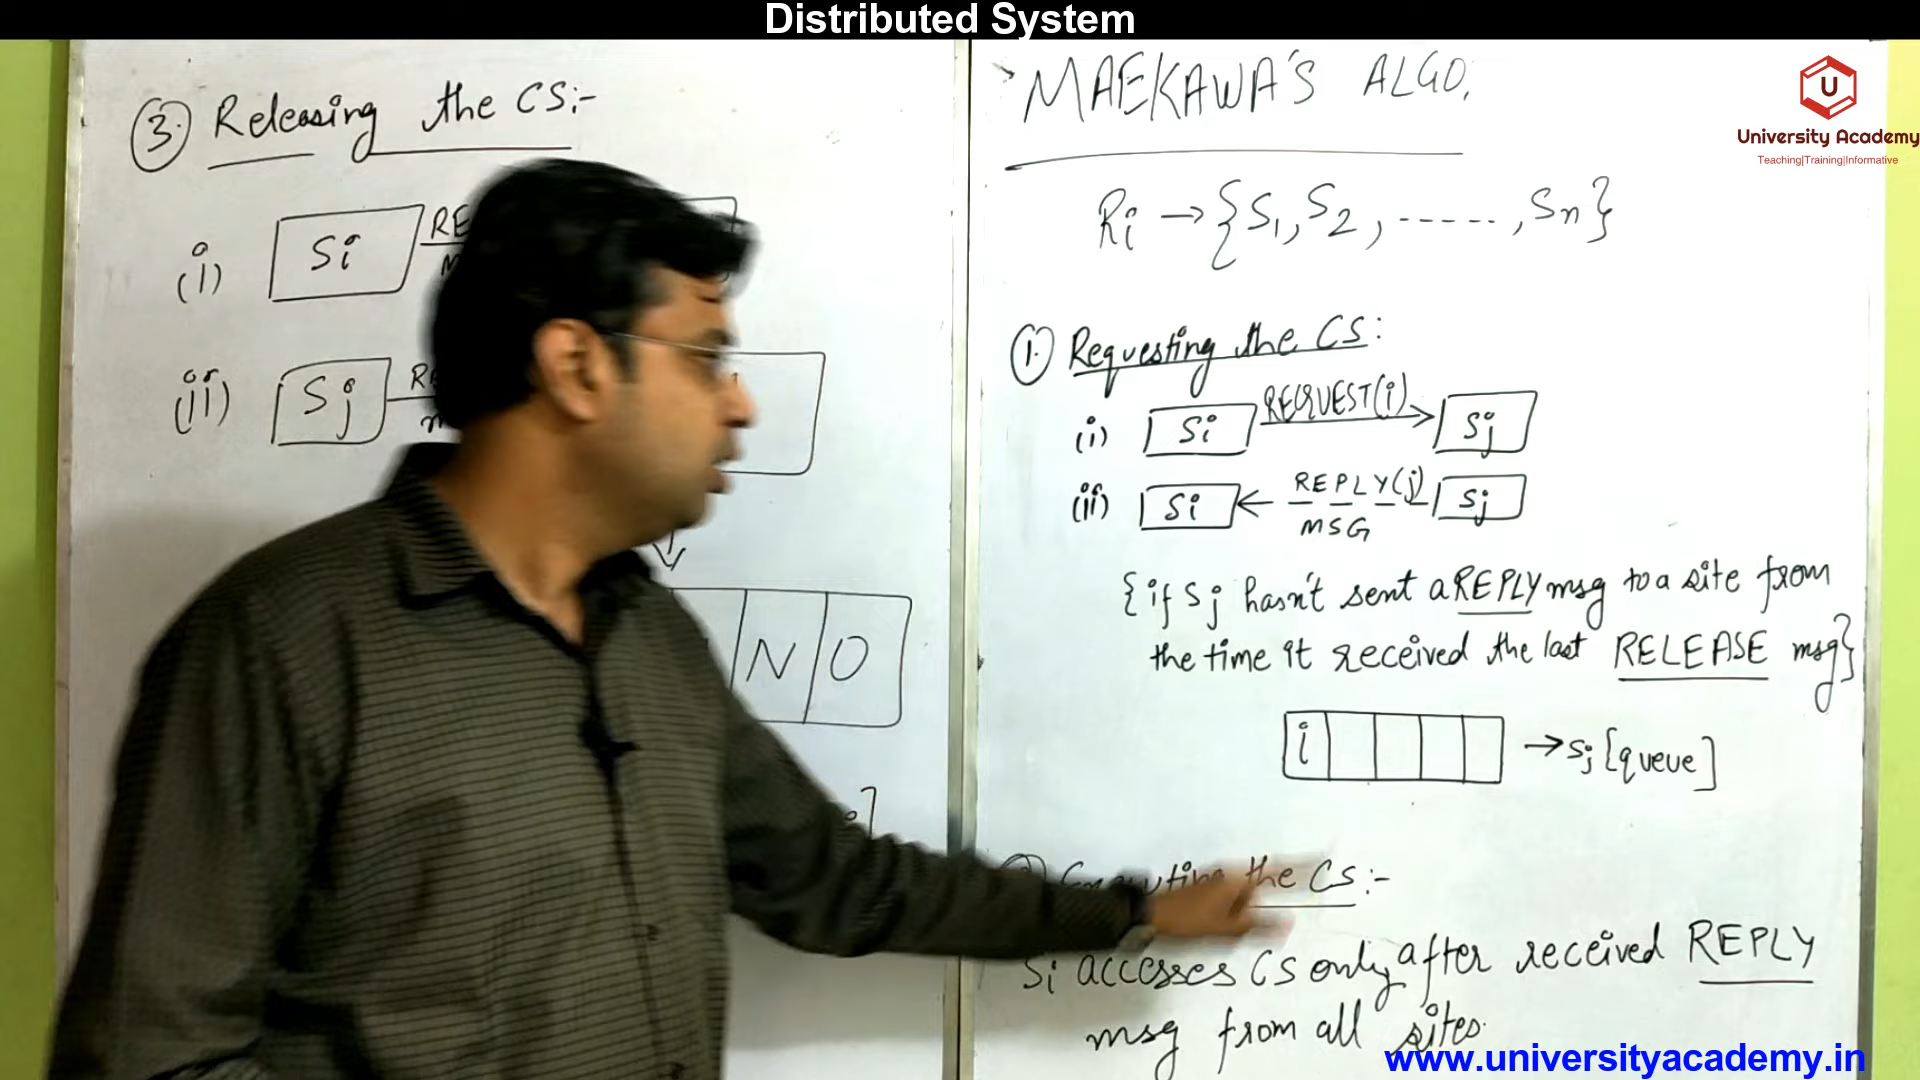 Distributed System
3. Releasing the CS:-
(i) Si RE
(ii) Sj R
N O
MAEKAWA'S ALGO.
U
University Academy
Teaching|Training|Informative
Ri → {S1, S2, ------, Sn}
1. Requesting the CS:
(i) Si REQUEST(i) → Sj
(ii) Si ← REPLY(j) Sj
MSG
{if Sj hasn't sent a REPLY msg to a site from
the time it received the last RELEASE msg}
i → Sj [queue]
the CS:-
Si accesses CS only after received REPLY
msg from all sites.
www.universityacademy.in